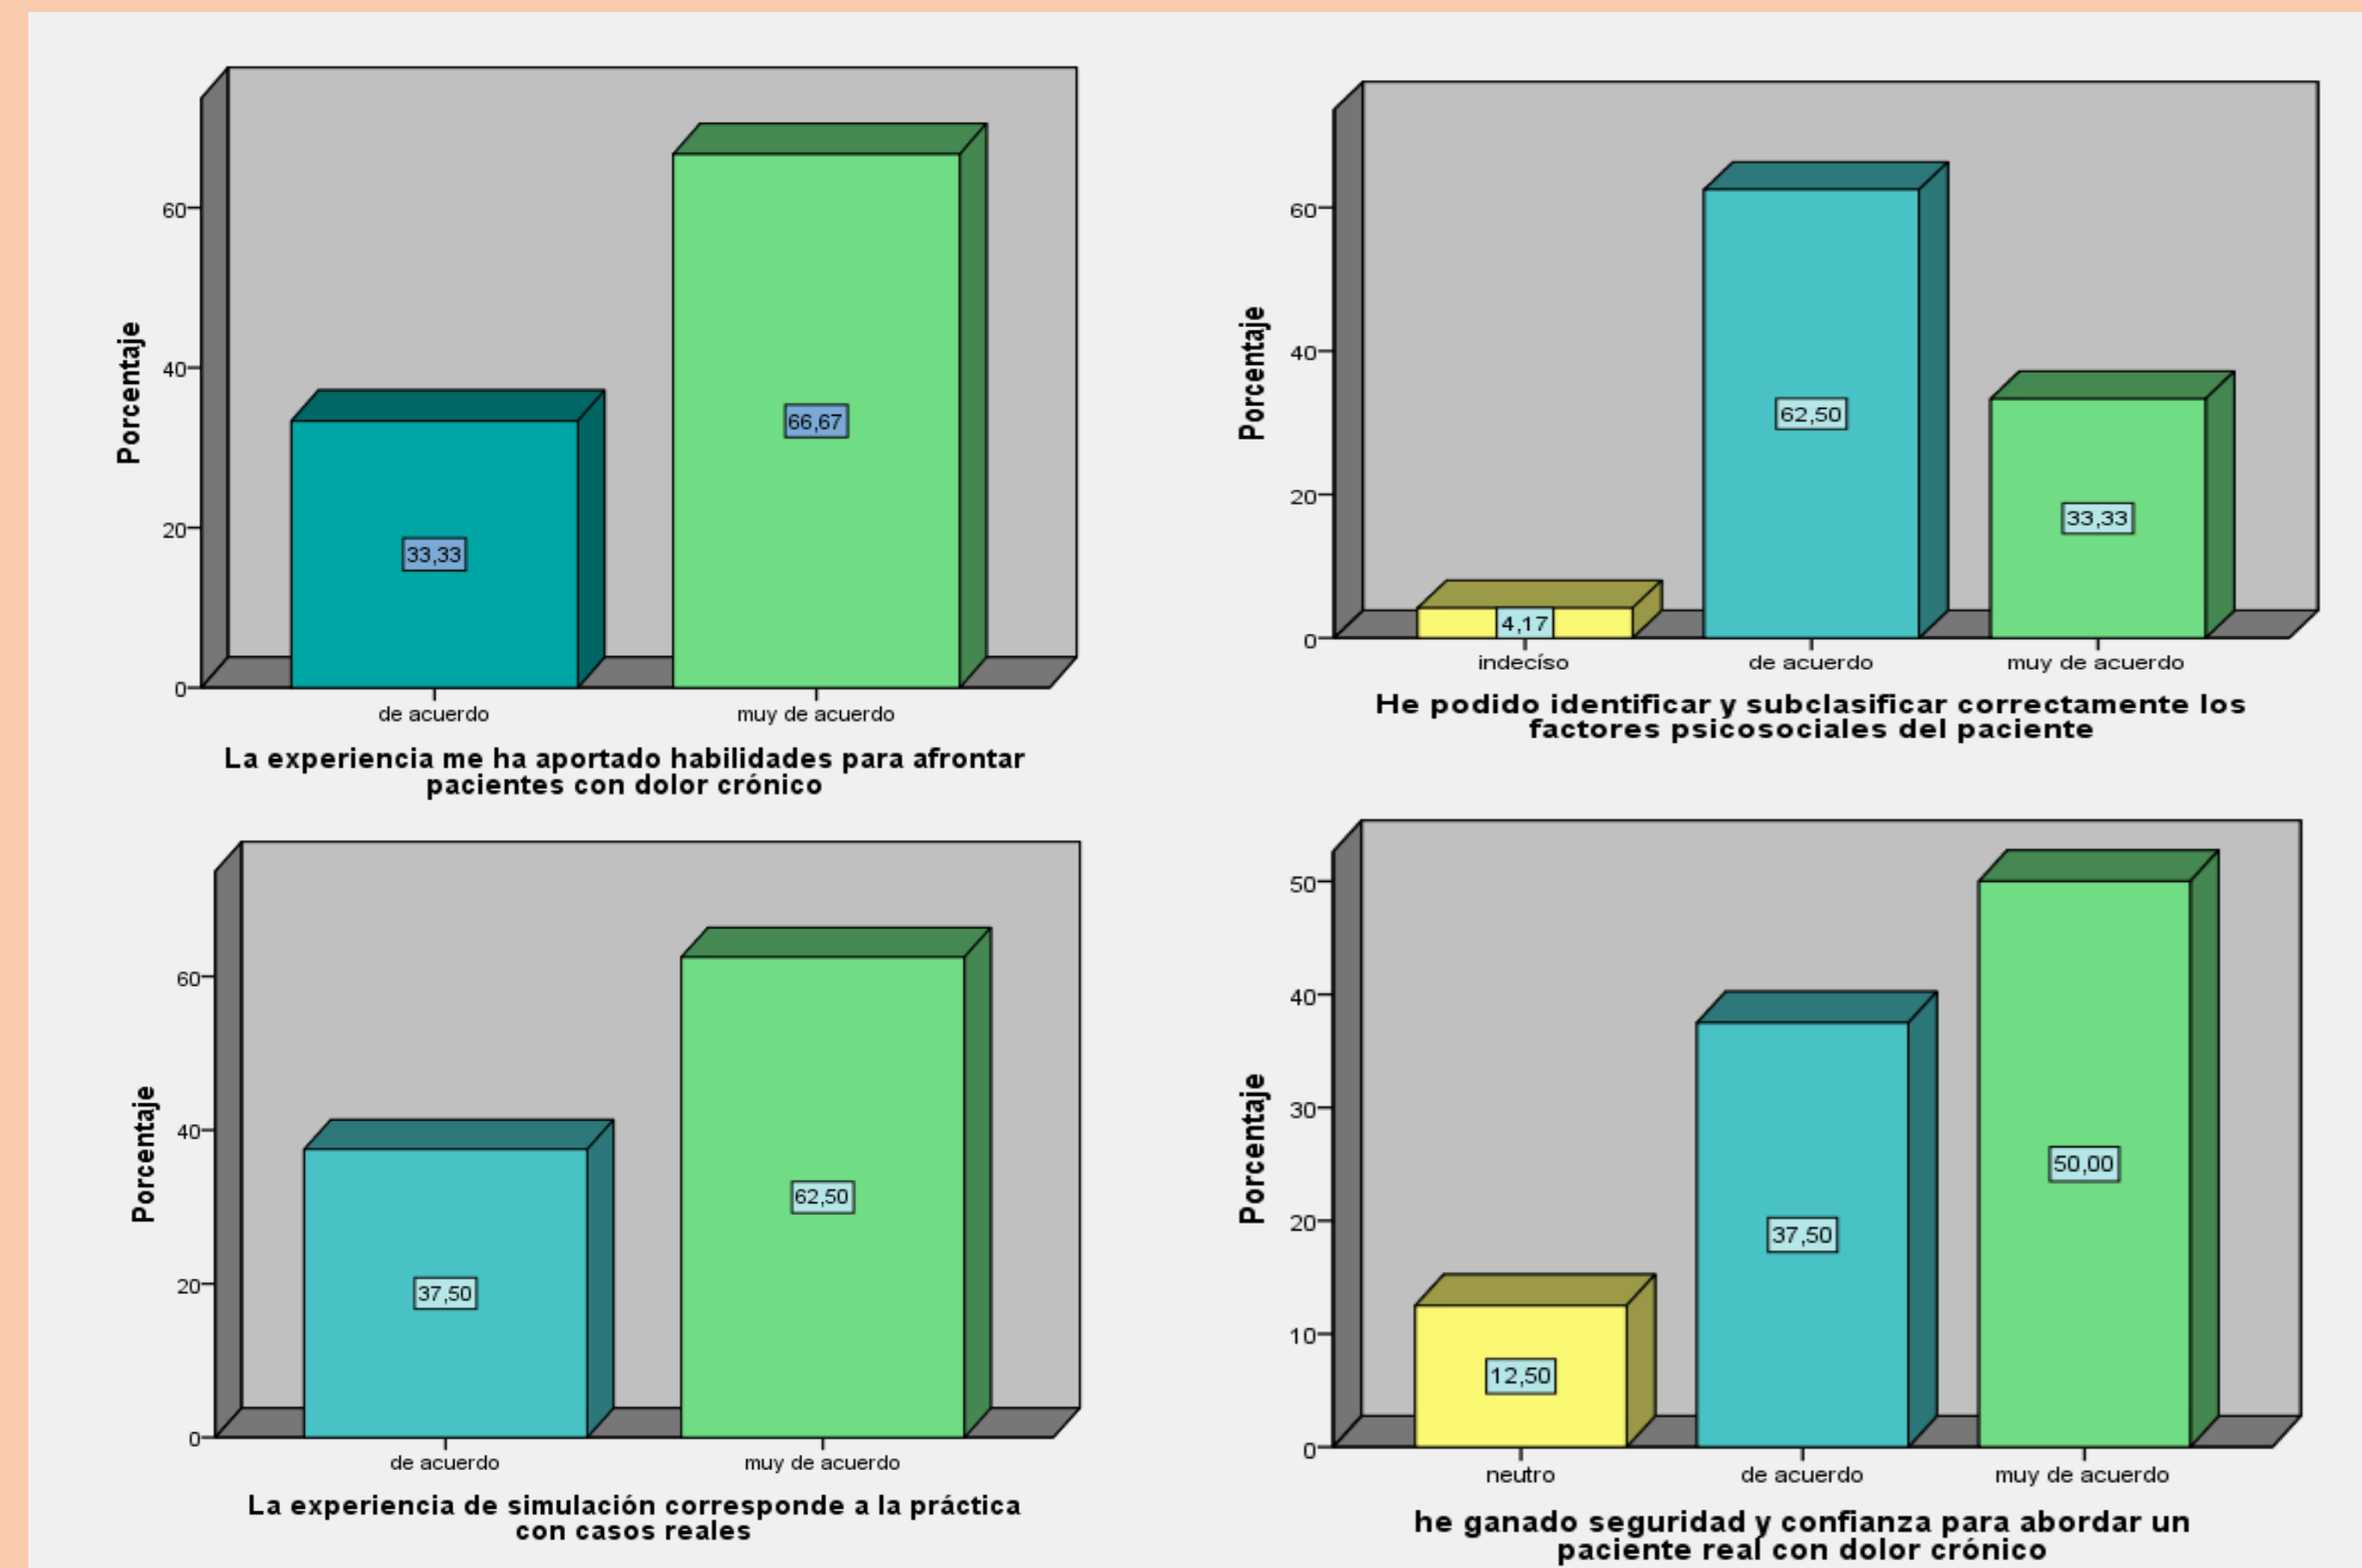 Porcentaje
60
40
20
0
33,33
66,67
de acuerdo
muy de acuerdo
La experiencia me ha aportado habilidades para afrontar
pacientes con dolor crónico
Porcentaje
60
40
20
0
4,17
62,50
33,33
indecíso
de acuerdo
muy de acuerdo
He podido identificar y subclasificar correctamente los
factores psicosociales del paciente
Porcentaje
60
40
20
0
37,50
62,50
de acuerdo
muy de acuerdo
La experiencia de simulación corresponde a la práctica
con casos reales
Porcentaje
50
40
30
20
10
0
12,50
37,50
50,00
neutro
de acuerdo
muy de acuerdo
he ganado seguridad y confianza para abordar un
paciente real con dolor crónico